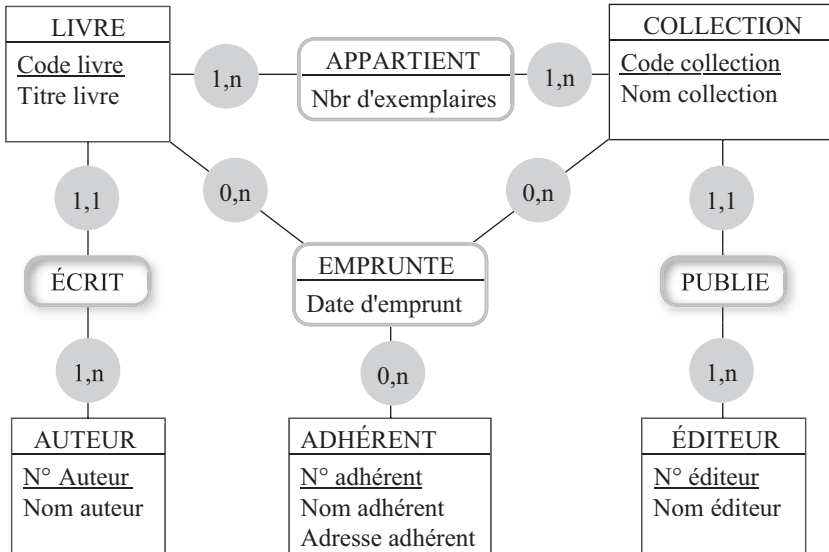 LIVRE
Code livre
Titre livre
1,n
APPARTIENT
Nbr d'exemplaires
1,n
COLLECTION
Code collection
Nom collection
1,1
0,n
0,n
1,1
ÉCRIT
EMPRUNTE
Date d'emprunt
PUBLIE
1,n
0,n
1,n
AUTEUR
N° Auteur
Nom auteur
ADHÉRENT
N° adhérent
Nom adhérent
Adresse adhérent
ÉDITEUR
N° éditeur
Nom éditeur